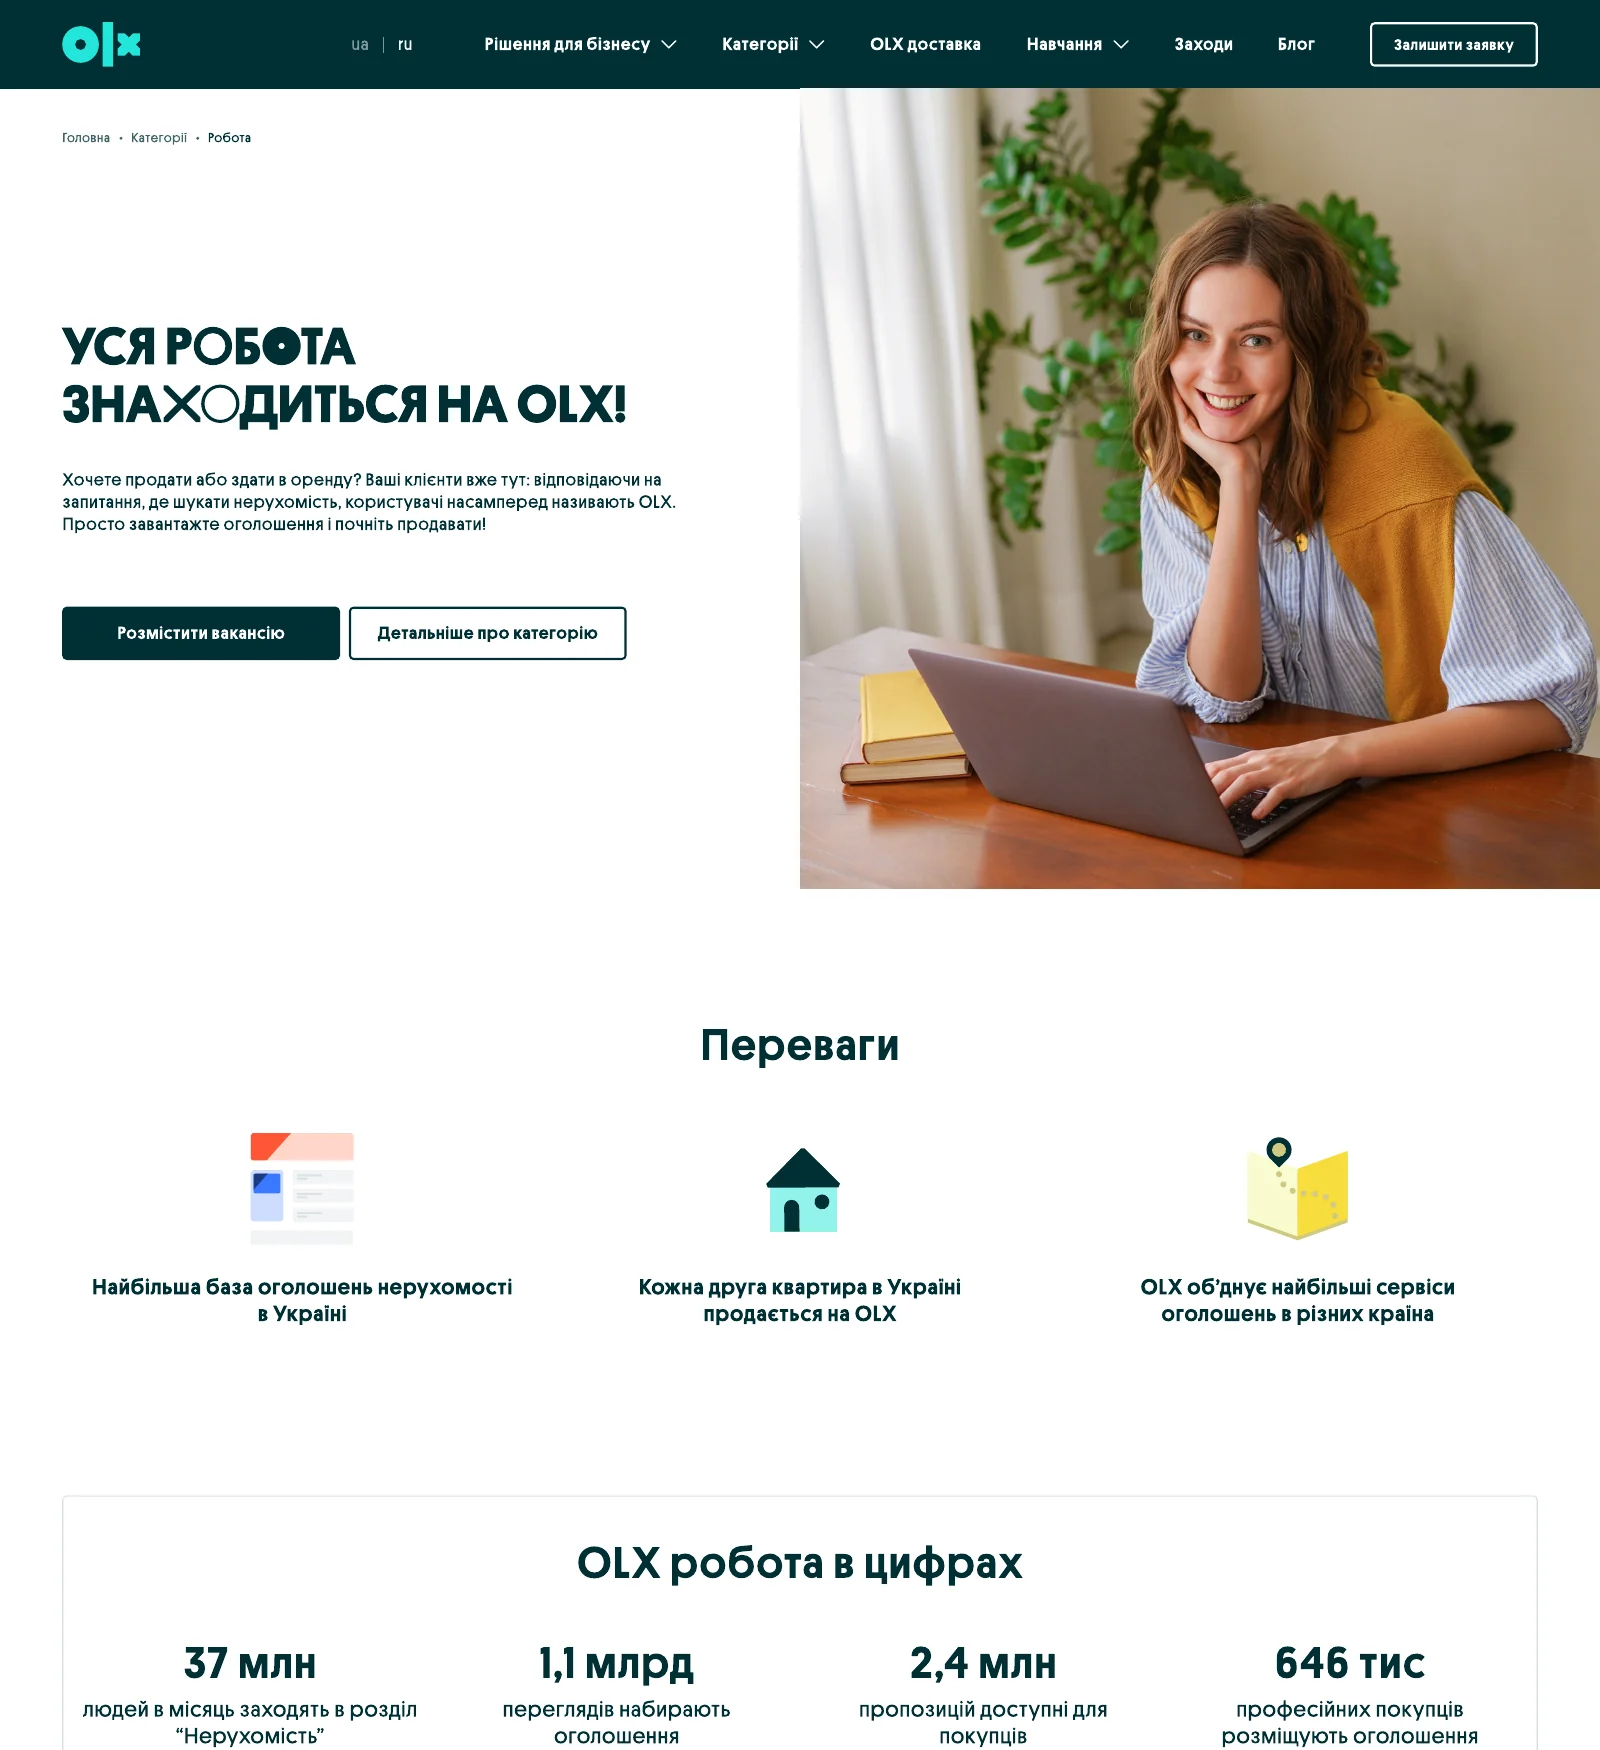 olx
ua | ru
Рішення для бізнесу
Категорії
OLX доставка
Навчання
Заходи
Блог
Залишити заявку
Головна • Категорії • Робота
УСЯ РОБОТА
ЗНАХОДИТЬСЯ НА OLX!
Хочете продати або здати в оренду? Ваші клієнти вже тут: відповідаючи на
запитання, де шукати нерухомість, користувачі насамперед називають OLX.
Просто завантажте оголошення і почніть продавати!
Розмістити вакансію
Детальніше про категорію
Переваги
Найбільша база оголошень нерухомості
в Україні
Кожна друга квартира в Україні
продається на OLX
OLX об’днує найбільші сервіси
оголошень в різних країна
OLX робота в цифрах
37 млн
людей в місяць заходять в розділ
“Нерухомість”
1,1 млрд
переглядів набирають
оголошення
2,4 млн
пропозицій доступні для
покупців
646 тис
професійних покупців
розміщують оголошення